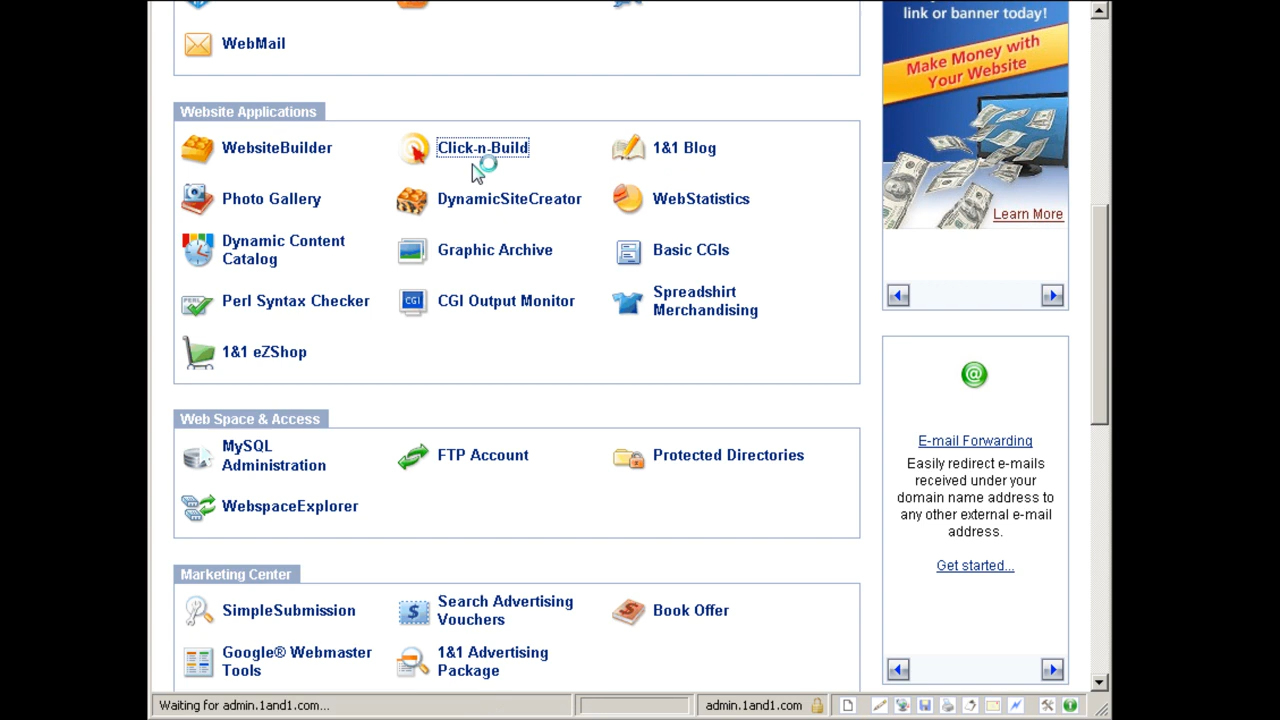 link or banner today!
Make Money with
Your Website
Learn More
WebMail
Website Applications
WebsiteBuilder
Click-n-Build
1&1 Blog
Photo Gallery
DynamicSiteCreator
WebStatistics
Dynamic Content
Catalog
Graphic Archive
Basic CGIs
PERL
Perl Syntax Checker
CGI
CGI Output Monitor
Spreadshirt
Merchandising
1&1 eZShop
Web Space & Access
MySQL
Administration
FTP Account
Protected Directories
WebspaceExplorer
@
E-mail Forwarding
Easily redirect e-mails
received under your
domain name address to
any other external e-mail
address.
Get started...
Marketing Center
SimpleSubmission
Search Advertising
Vouchers
Book Offer
Google® Webmaster
Tools
1&1 Advertising
Package
Waiting for admin.1and1.com...
admin.1and1.com